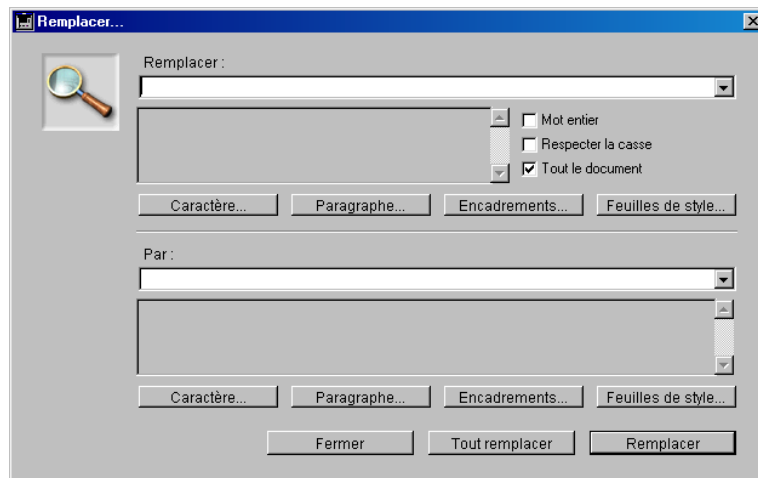 Remplacer...
Remplacer :
Mot entier
Respecter la casse
Tout le document
Caractère... Paragraphe... Encadrements... Feuilles de style...
Par :
Caractère... Paragraphe... Encadrements... Feuilles de style...
Fermer Tout remplacer Remplacer